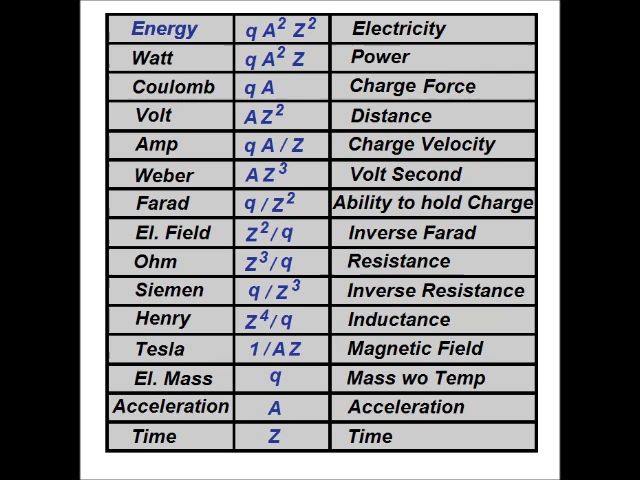 Energy q A² Z² Electricity
Watt q A² Z Power
Coulomb q A Charge Force
Volt A Z² Distance
Amp q A / Z Charge Velocity
Weber A Z³ Volt Second
Farad q / Z² Ability to hold Charge
El. Field Z² / q Inverse Farad
Ohm Z³ / q Resistance
Siemen q / Z³ Inverse Resistance
Henry Z⁴ / q Inductance
Tesla 1 / A Z Magnetic Field
El. Mass q Mass wo Temp
Acceleration A Acceleration
Time Z Time